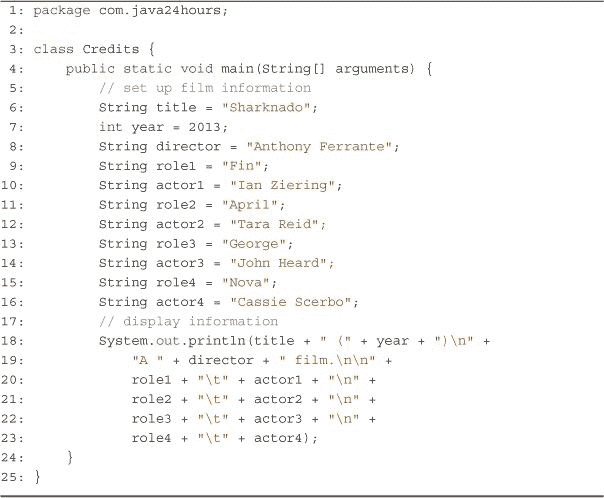 1: package com.java24hours;
2:
3: class Credits {
4:     public static void main(String[] arguments) {
5:         // set up film information
6:         String title = "Sharknado";
7:         int year = 2013;
8:         String director = "Anthony Ferrante";
9:         String role1 = "Fin";
10:         String actor1 = "Ian Ziering";
11:         String role2 = "April";
12:         String actor2 = "Tara Reid";
13:         String role3 = "George";
14:         String actor3 = "John Heard";
15:         String role4 = "Nova";
16:         String actor4 = "Cassie Scerbo";
17:         // display information
18:         System.out.println(title + " (" + year + ")\n" +
19:             "A " + director + " film.\n\n" +
20:             role1 + "\t" + actor1 + "\n" +
21:             role2 + "\t" + actor2 + "\n" +
22:             role3 + "\t" + actor3 + "\n" +
23:             role4 + "\t" + actor4);
24:     }
25: }